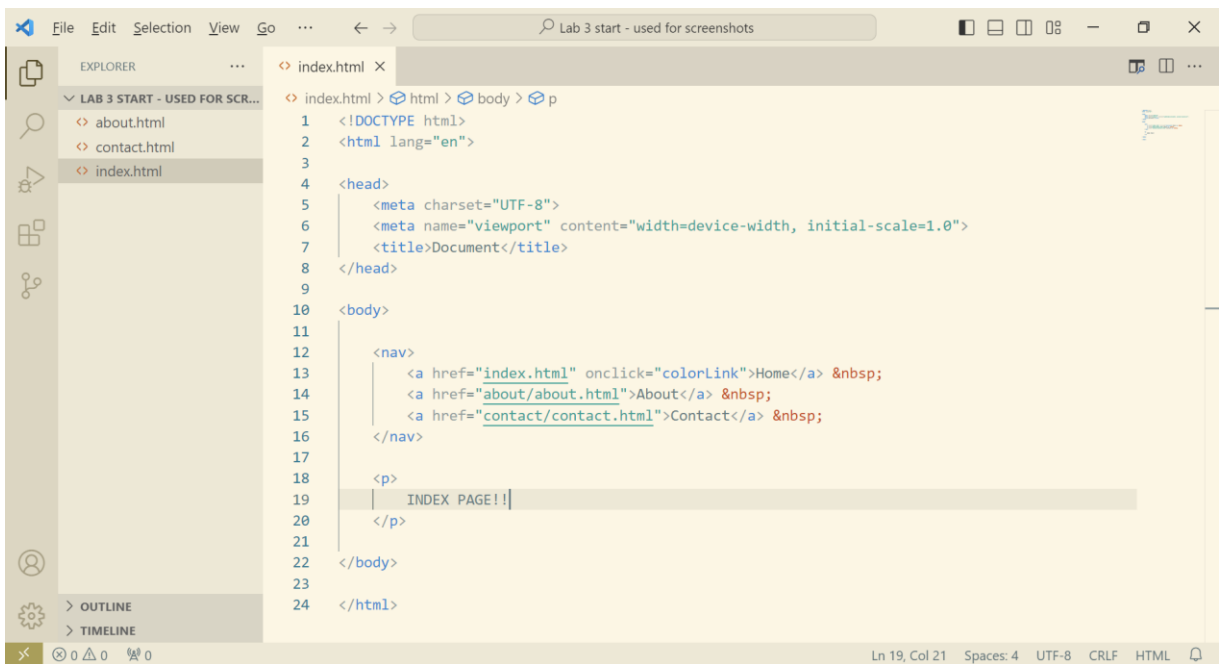 File Edit Selection View Go ... Lab 3 start - used for screenshots
EXPLORER ...
LAB 3 START - USED FOR SCR...
about.html
contact.html
index.html
OUTLINE
TIMELINE
index.html
index.html > html > body > p
1 <!DOCTYPE html>
2 <html lang="en">
3
4 <head>
5 <meta charset="UTF-8">
6 <meta name="viewport" content="width=device-width, initial-scale=1.0">
7 <title>Document</title>
8 </head>
9
10 <body>
11
12 <nav>
13 <a href="index.html" onclick="colorLink">Home</a> &nbsp;
14 <a href="about/about.html">About</a> &nbsp;
15 <a href="contact/contact.html">Contact</a> &nbsp;
16 </nav>
17
18 <p>
19 INDEX PAGE!!
20 </p>
21
22 </body>
23
24 </html>
0 0 0 Ln 19, Col 21 Spaces: 4 UTF-8 CRLF HTML